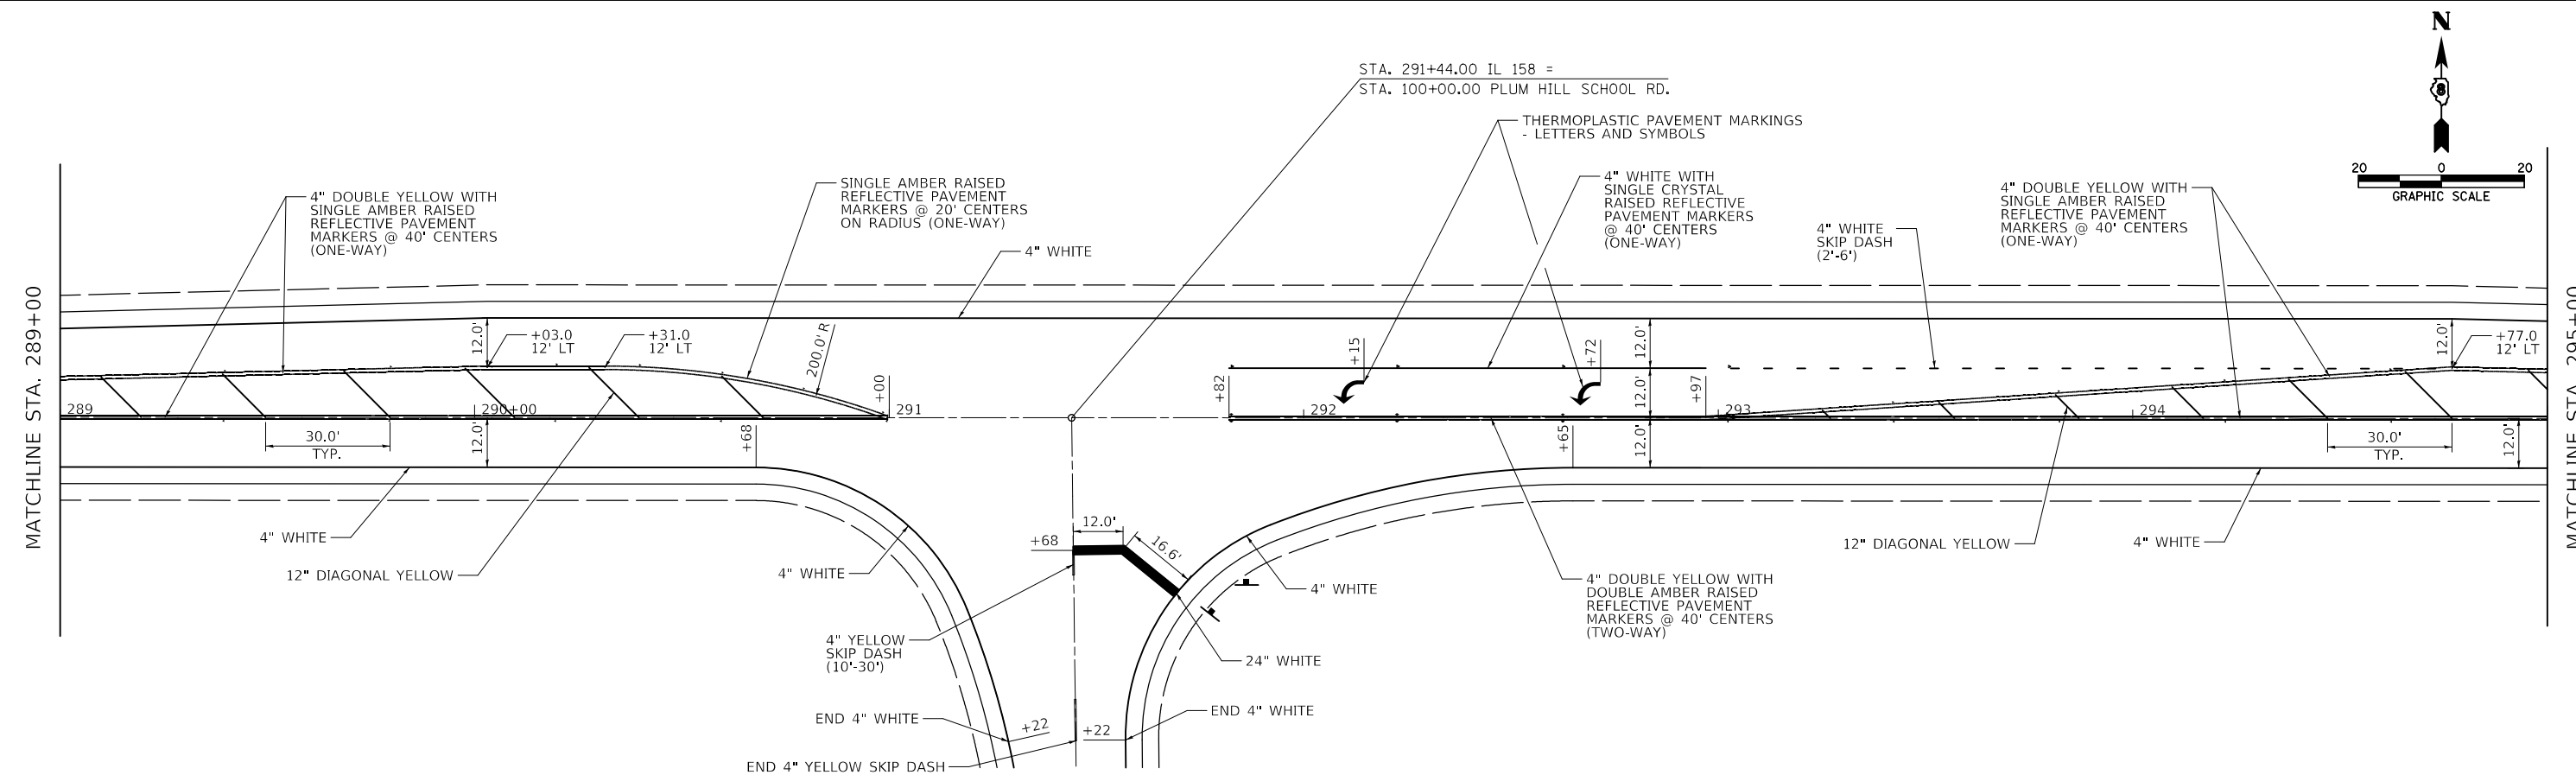 N
8
20 0 20
GRAPHIC SCALE
STA. 291+44.00 IL 158 =
STA. 100+00.00 PLUM HILL SCHOOL RD.
THERMOPLASTIC PAVEMENT MARKINGS
- LETTERS AND SYMBOLS
4" DOUBLE YELLOW WITH
SINGLE AMBER RAISED
REFLECTIVE PAVEMENT
MARKERS @ 40' CENTERS
(ONE-WAY)
SINGLE AMBER RAISED
REFLECTIVE PAVEMENT
MARKERS @ 20' CENTERS
ON RADIUS (ONE-WAY)
4" WHITE
4" WHITE WITH
SINGLE CRYSTAL
RAISED REFLECTIVE
PAVEMENT MARKERS
@ 40' CENTERS
(ONE-WAY)
4" WHITE
SKIP DASH
(2'-6')
4" DOUBLE YELLOW WITH
SINGLE AMBER RAISED
REFLECTIVE PAVEMENT
MARKERS @ 40' CENTERS
(ONE-WAY)
MATCHLINE STA. 289+00
12.0'
+03.0
12' LT
+31.0
12' LT
200.0' R
+00
+82
+15
+72
12.0'
12.0'
+97
12.0'
+77.0
12' LT
MATCHLINE STA. 295+00
289
290+00
291
292
293
294
30.0'
TYP.
12.0'
+68
+65
12.0'
30.0'
TYP.
12.0'
4" WHITE
12" DIAGONAL YELLOW
4" WHITE
+68
12.0'
16.6'
4" WHITE
12" DIAGONAL YELLOW
4" WHITE
4" DOUBLE YELLOW WITH
DOUBLE AMBER RAISED
REFLECTIVE PAVEMENT
MARKERS @ 40' CENTERS
(TWO-WAY)
4" YELLOW
SKIP DASH
(10'-30')
24" WHITE
END 4" WHITE
+22
+22
END 4" WHITE
END 4" YELLOW SKIP DASH